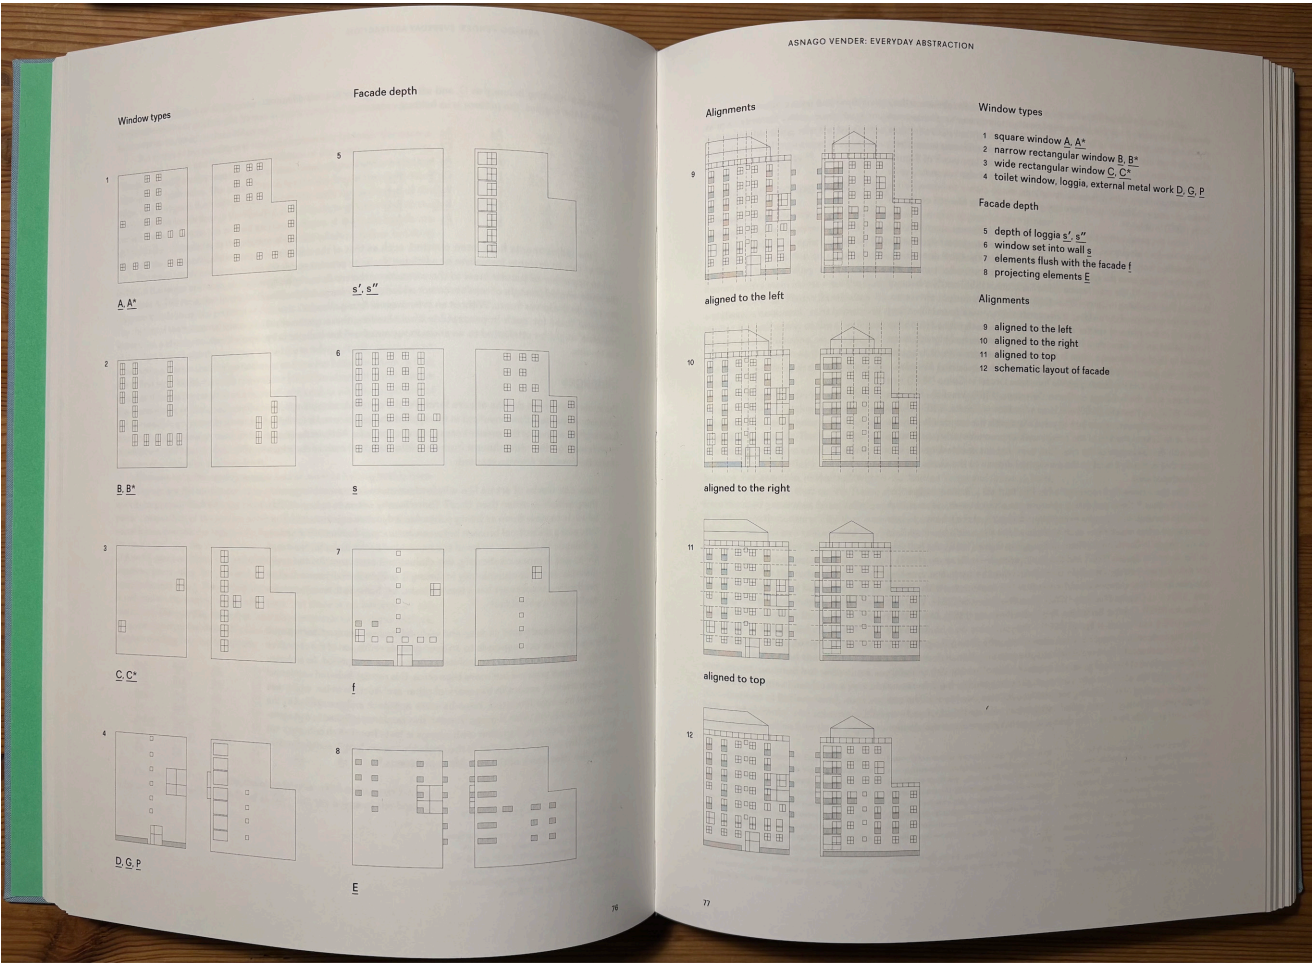 Window types
Facade depth
1
A, A*
2
B, B*
3
C, C*
4
D, G, P
5
s′, s″
6
s
7
f
8
E
76
ASNAGO VENDER: EVERYDAY ABSTRACTION
Alignments
9
aligned to the left
10
aligned to the right
11
aligned to top
12
77
Window types
1 square window A, A*
2 narrow rectangular window B, B*
3 wide rectangular window C, C*
4 toilet window, loggia, external metal work D, G, P
Facade depth
5 depth of loggia s′, s″
6 window set into wall s
7 elements flush with the facade f
8 projecting elements E
Alignments
9 aligned to the left
10 aligned to the right
11 aligned to top
12 schematic layout of facade